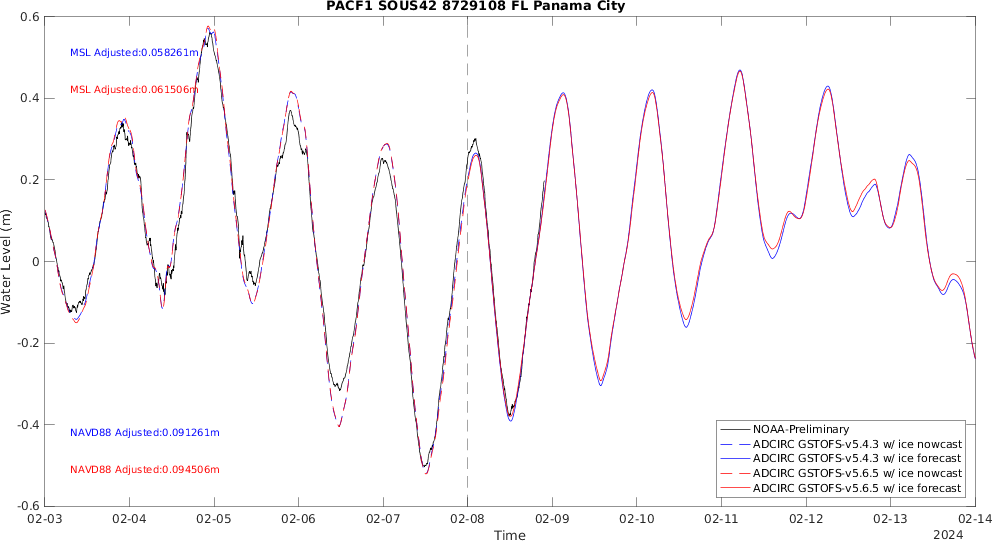 PACF1 SOUS42 8729108 FL Panama City
0.6
0.4
0.2
0
-0.2
-0.4
-0.6
Water Level (m)
MSL Adjusted:0.058261m
MSL Adjusted:0.061506m
NAVD88 Adjusted:0.091261m
NAVD88 Adjusted:0.094506m
NOAA-Preliminary
ADCIRC GSTOFS-v5.4.3 w/ ice nowcast
ADCIRC GSTOFS-v5.4.3 w/ ice forecast
ADCIRC GSTOFS-v5.6.5 w/ ice nowcast
ADCIRC GSTOFS-v5.6.5 w/ ice forecast
02-03 02-04 02-05 02-06 02-07 02-08 02-09 02-10 02-11 02-12 02-13 02-14
Time
2024